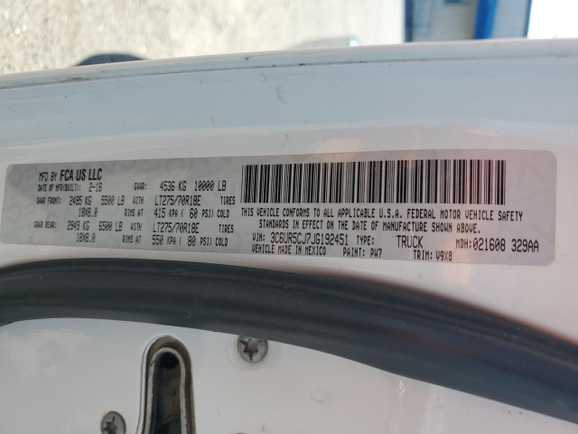 MFD BY FCA US LLC
DATE OF MFR/BUILT: 2-18 GVWR: 4536 KG 10000 LB
GAWR FRONT: 2495 KG 5500 LB WITH LT275/70R18E TIRES
18X8.0 RIMS AT 415 KPA ( 60 PSI) COLD
GAWR REAR: 2949 KG 6500 LB WITH LT275/70R18E TIRES
18X8.0 RIMS AT 550 KPA ( 80 PSI) COLD
THIS VEHICLE CONFORMS TO ALL APPLICABLE U.S.A. FEDERAL MOTOR VEHICLE SAFETY
STANDARDS IN EFFECT ON THE DATE OF MANUFACTURE SHOWN ABOVE.
VIN: 3C6UR5CJ7JG192451 TYPE: TRUCK MDH: 021608 329AA
VEHICLE MADE IN MEXICO PAINT: PW7 TRIM: V9X8